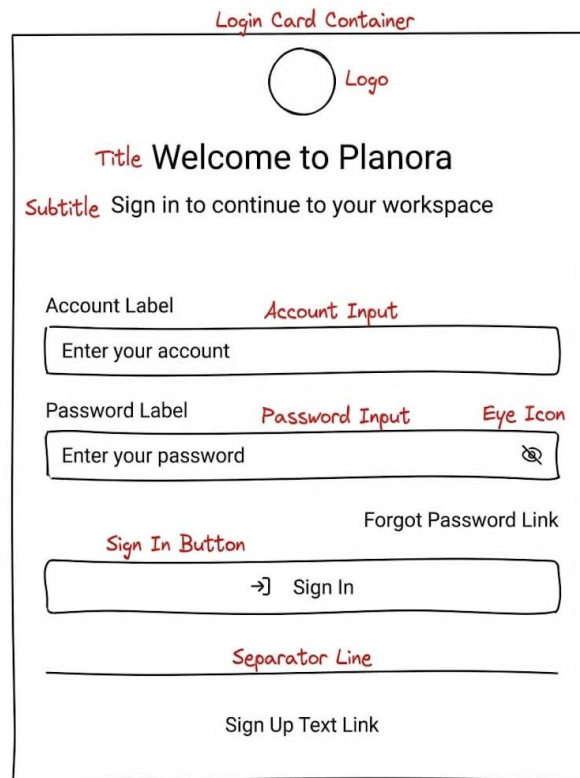 Login Card Container
Logo
Title Welcome to Planora
Subtitle Sign in to continue to your workspace
Account Label Account Input
Enter your account
Password Label Password Input Eye Icon
Enter your password
Forgot Password Link
Sign In Button
Sign In
Separator Line
Sign Up Text Link